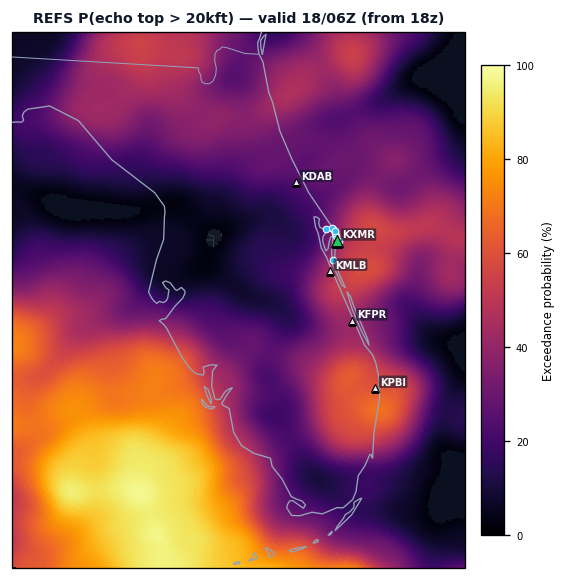 REFS P(echo top > 20kft) — valid 18/06Z (from 18z)
KDAB
KXMR
KMLB
KFPR
KPBI
100
80
60
40
20
0
Exceedance probability (%)